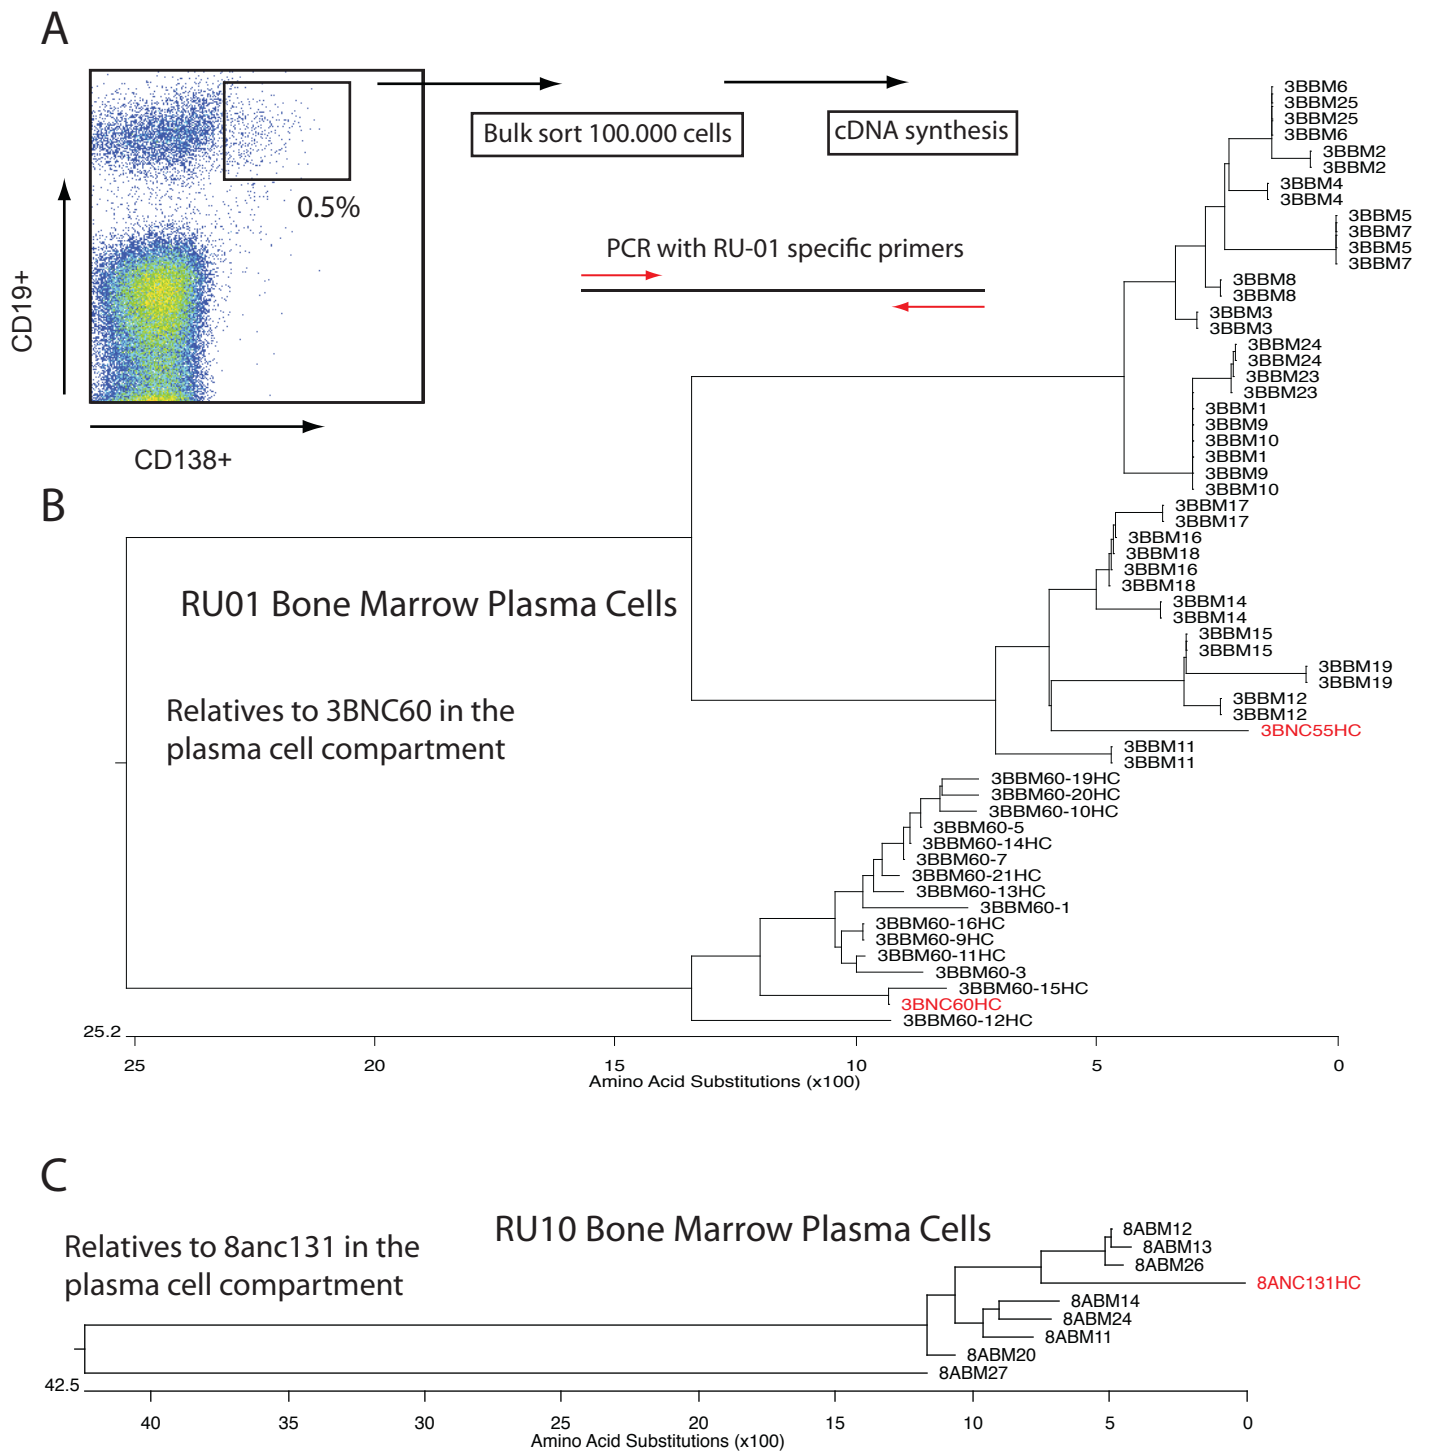 A
Bulk sort 100.000 cells
cDNA synthesis
0.5%
PCR with RU-01 specific primers
CD19+
CD138+
B
RU01 Bone Marrow Plasma Cells
Relatives to 3BNC60 in the
plasma cell compartment
3BBM6
3BBM25
3BBM25
3BBM6
3BBM2
3BBM2
3BBM4
3BBM4
3BBM5
3BBM7
3BBM5
3BBM7
3BBM8
3BBM8
3BBM3
3BBM3
3BBM24
3BBM24
3BBM23
3BBM23
3BBM1
3BBM9
3BBM10
3BBM1
3BBM9
3BBM10
3BBM17
3BBM17
3BBM16
3BBM18
3BBM16
3BBM18
3BBM14
3BBM14
3BBM15
3BBM15
3BBM19
3BBM19
3BBM12
3BBM12
3BNC55HC
3BBM11
3BBM11
3BBM60-19HC
3BBM60-20HC
3BBM60-10HC
3BBM60-5
3BBM60-14HC
3BBM60-7
3BBM60-21HC
3BBM60-13HC
3BBM60-1
3BBM60-16HC
3BBM60-9HC
3BBM60-11HC
3BBM60-3
3BBM60-15HC
3BNC60HC
3BBM60-12HC
25.2
25 20 15 10 5 0
Amino Acid Substitutions (x100)
C
RU10 Bone Marrow Plasma Cells
Relatives to 8anc131 in the
plasma cell compartment
8ABM12
8ABM13
8ABM26
8ANC131HC
8ABM14
8ABM24
8ABM11
8ABM20
8ABM27
42.5
40 35 30 25 20 15 10 5 0
Amino Acid Substitutions (x100)